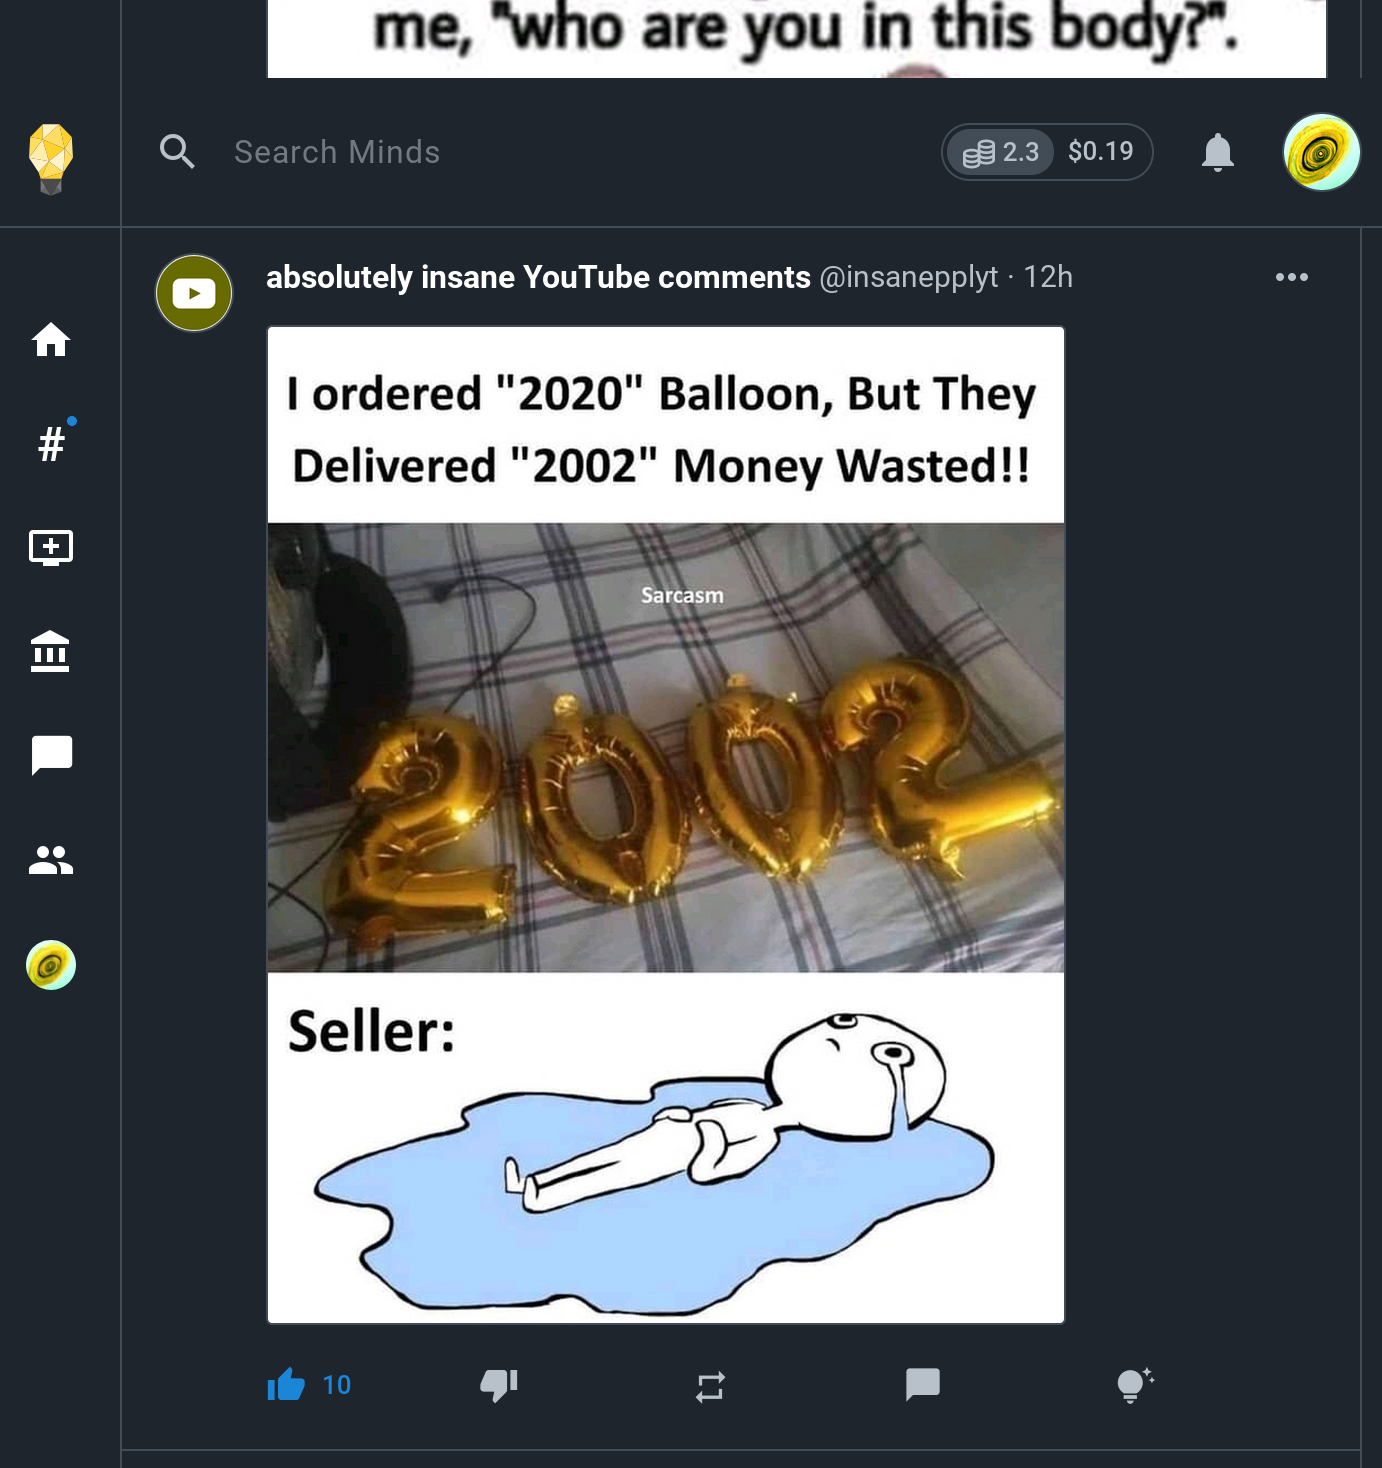 me, "who are you in this body?".
Search Minds
2.3 $0.19
absolutely insane YouTube comments @insanepplyt · 12h
I ordered "2020" Balloon, But They
Delivered "2002" Money Wasted!!
Sarcasm
2002
Seller:
10